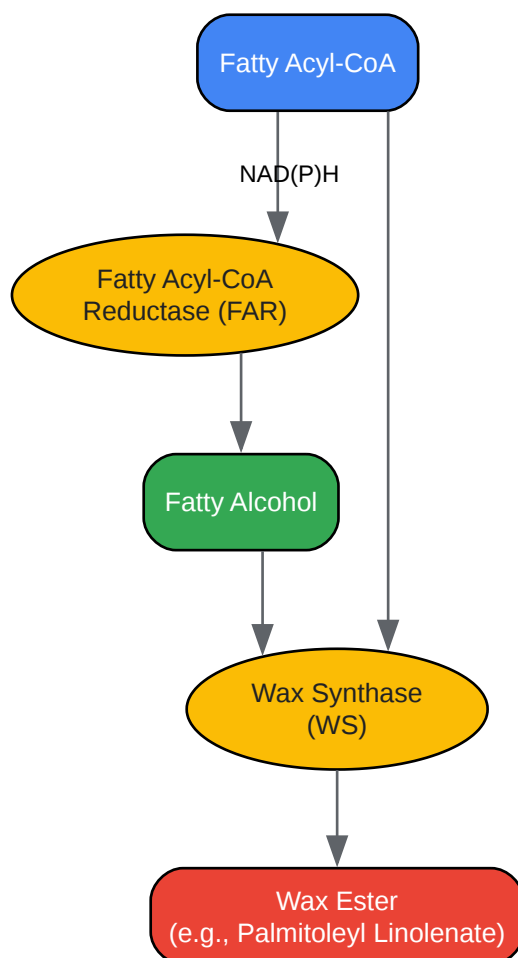 Fatty Acyl-CoA
NAD(P)H
Fatty Acyl-CoA
Reductase (FAR)
Fatty Alcohol
Wax Synthase
(WS)
Wax Ester
(e.g., Palmitoleyl Linolenate)